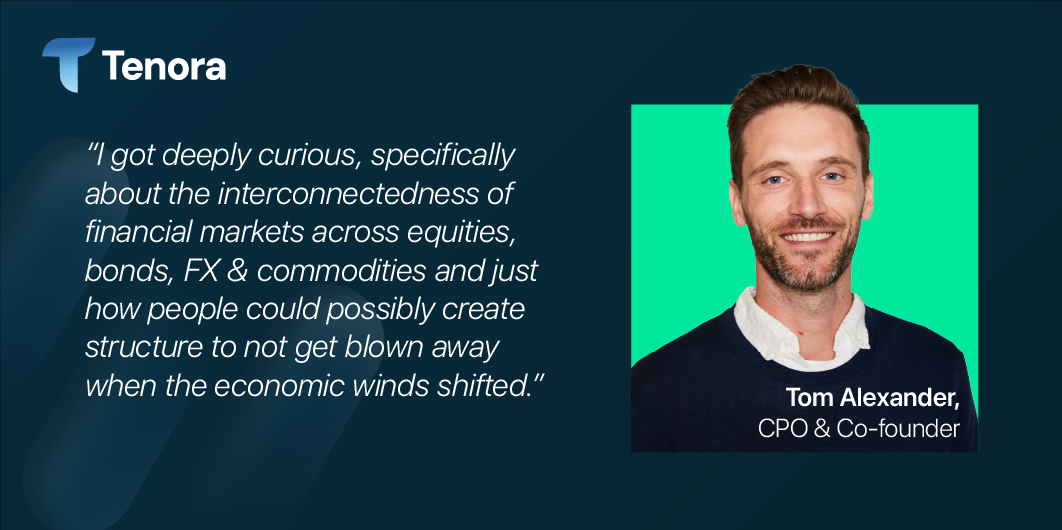 Tenora
“I got deeply curious, specifically
about the interconnectedness of
financial markets across equities,
bonds, FX & commodities and just
how people could possibly create
structure to not get blown away
when the economic winds shifted.”
Tom Alexander,
CPO & Co-founder